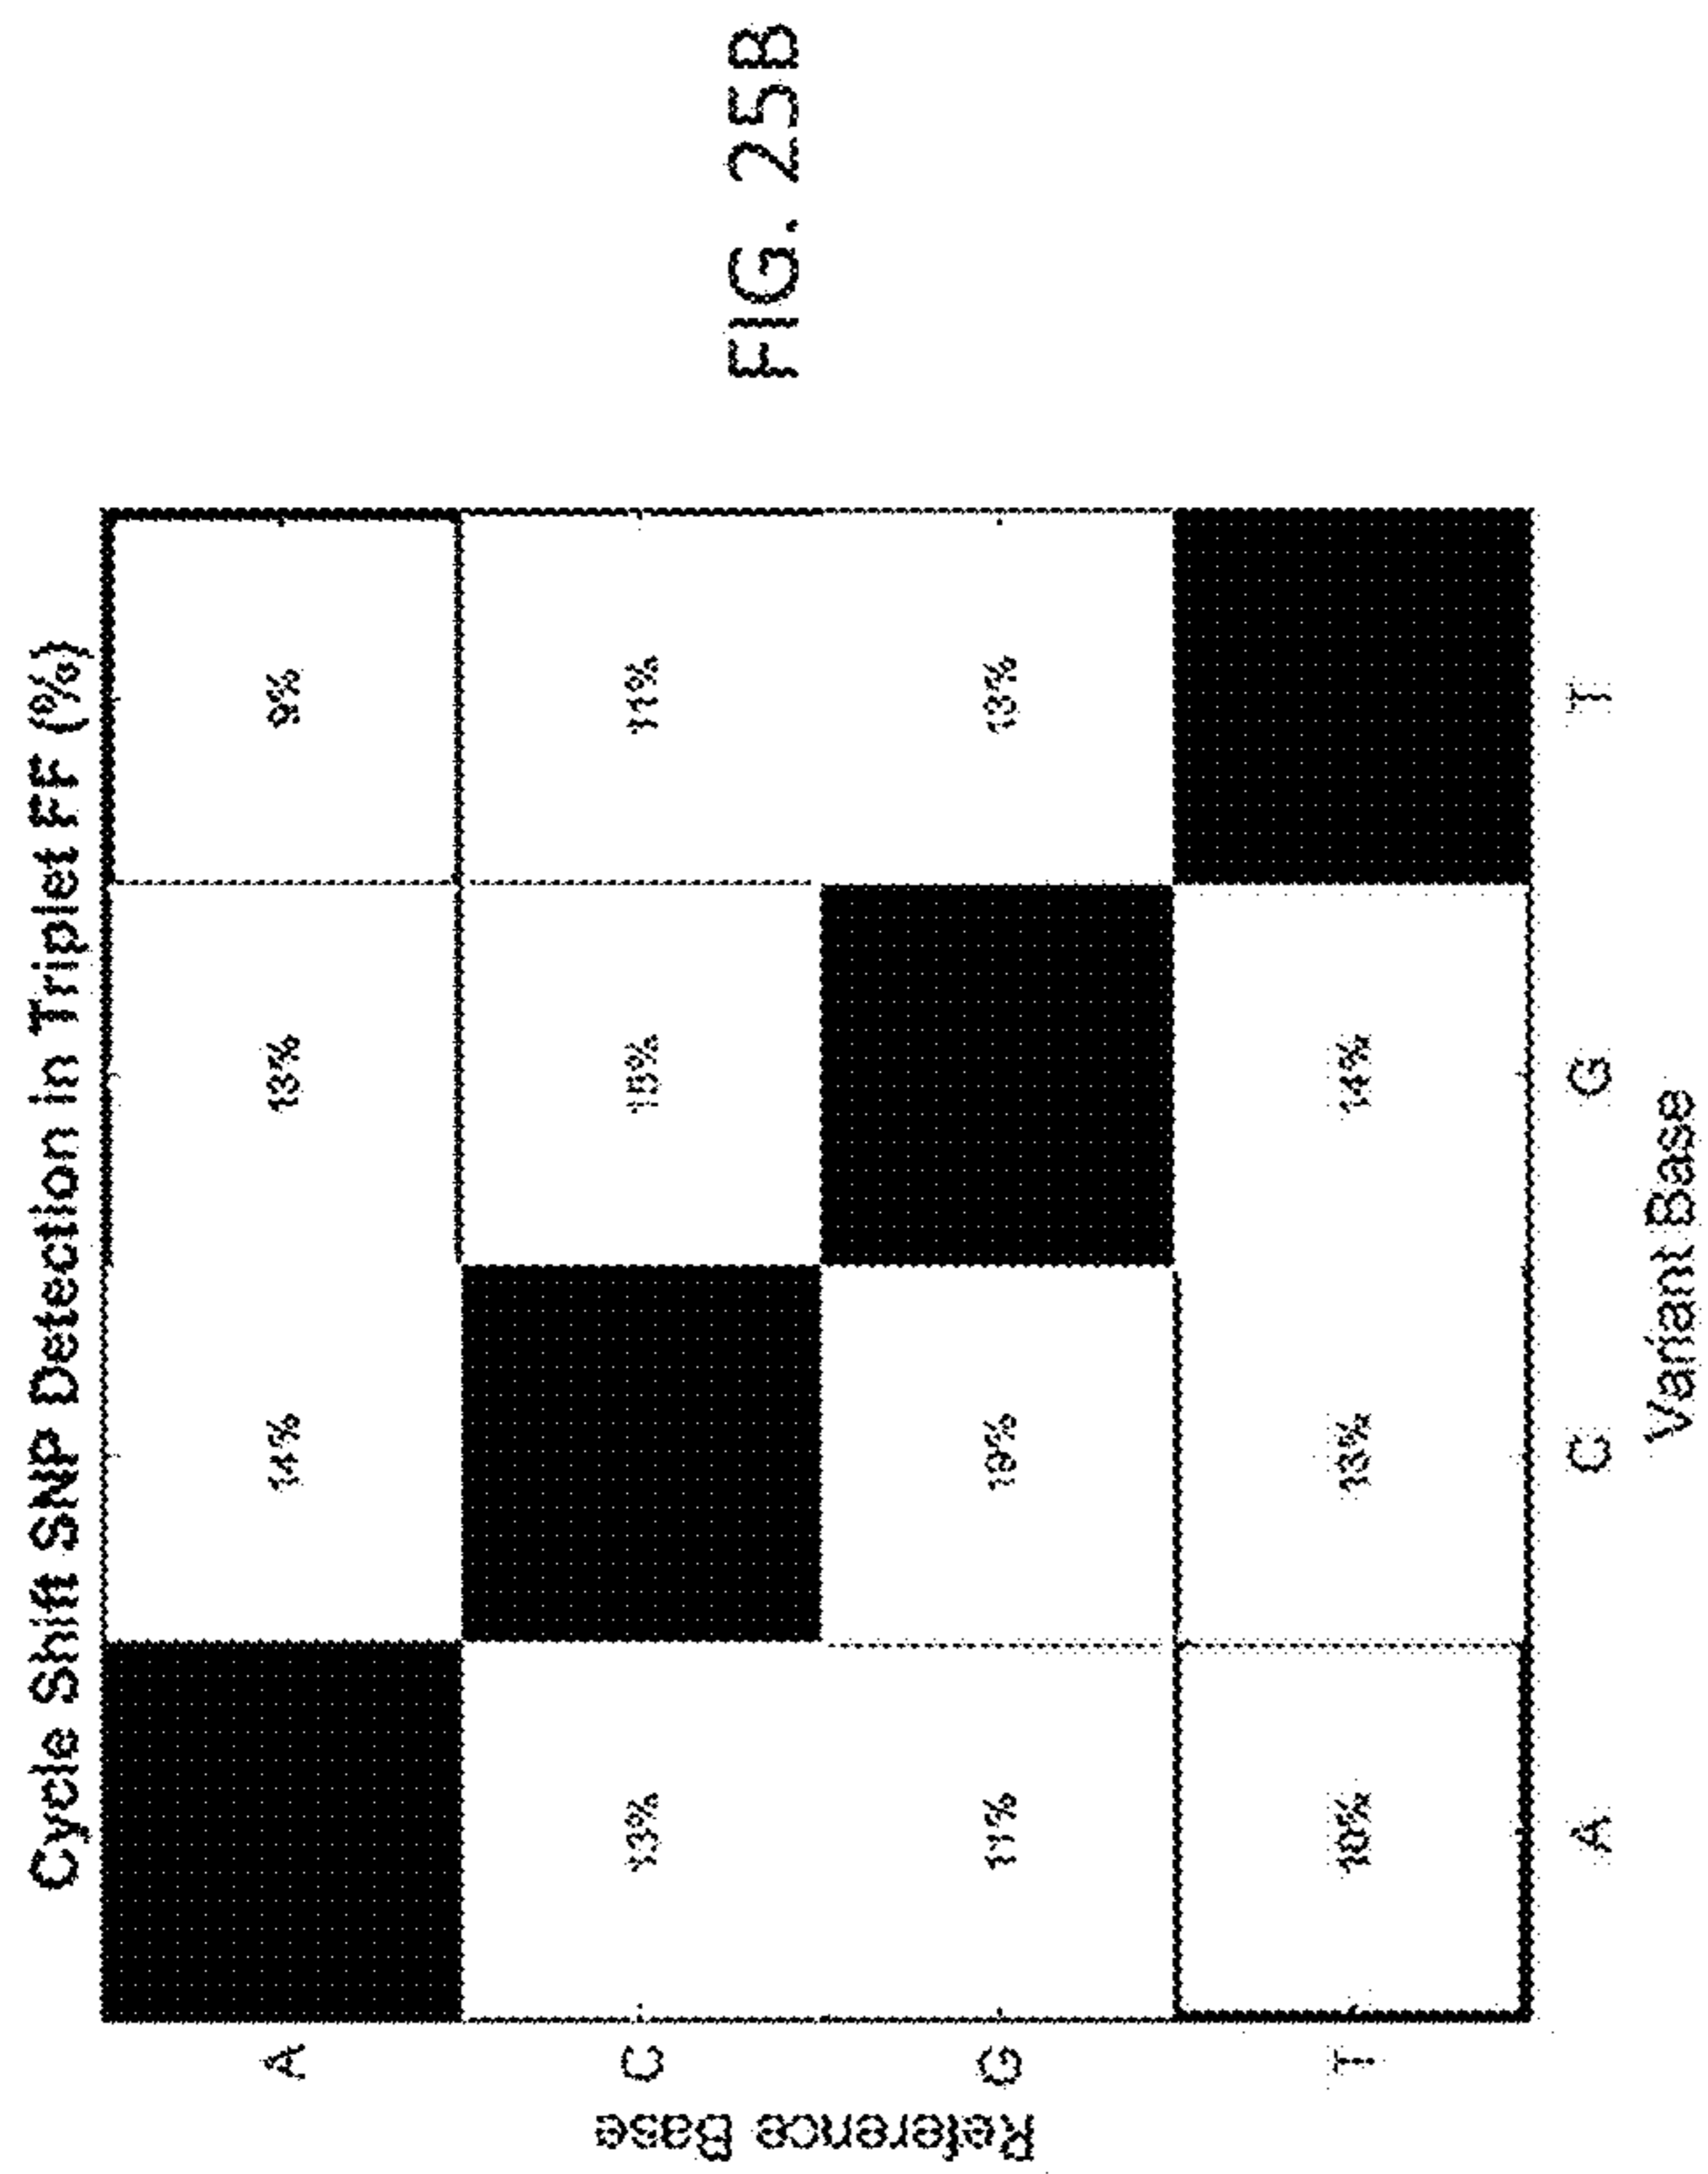 Cycle Shift SNP Detection in Triplet FF (%)
Reference Base
A 14% 13% 9%
C 13% 15% 11%
G 11% 19% 13%
T 10% 13% 14%
A C G T
Variant Base
FIG. 25B